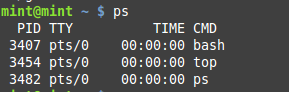 mint@mint ~ $ ps
  PID TTY          TIME CMD
 3407 pts/0    00:00:00 bash
 3454 pts/0    00:00:00 top
 3482 pts/0    00:00:00 ps